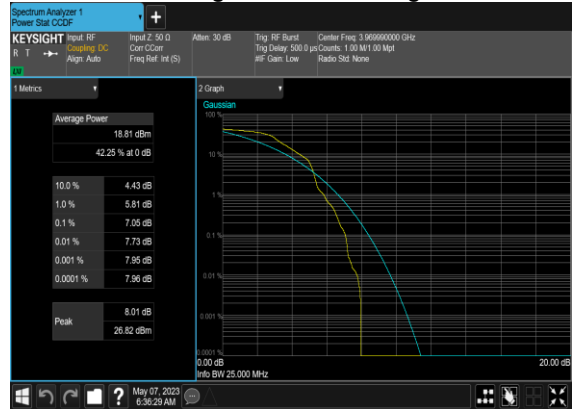 Spectrum Analyzer 1
Power Stat CCDF
+
KEYSIGHT Input: RF Input Z: 50 Ω Atten: 30 dB Trig: RF Burst Center Freq: 3.969990000 GHz
R T Coupling: DC Corr CCorr Trig Delay: 500.0 µs Counts: 1.00 M/1.00 Mpt
Align: Auto Freq Ref: Int (S) #IF Gain: Low Radio Std: None
1 Metrics
2 Graph
Average Power
18.81 dBm
42.25 % at 0 dB
10.0 % 4.43 dB
1.0 % 5.81 dB
0.1 % 7.05 dB
0.01 % 7.73 dB
0.001 % 7.95 dB
0.0001 % 7.96 dB
Peak 8.01 dB
26.82 dBm
Gaussian
100 %
10 %
1 %
0.1 %
0.01 %
0.001 %
0.0001 %
0.00 dB 20.00 dB
Info BW 25.000 MHz
? May 07, 2023
6:36:29 AM